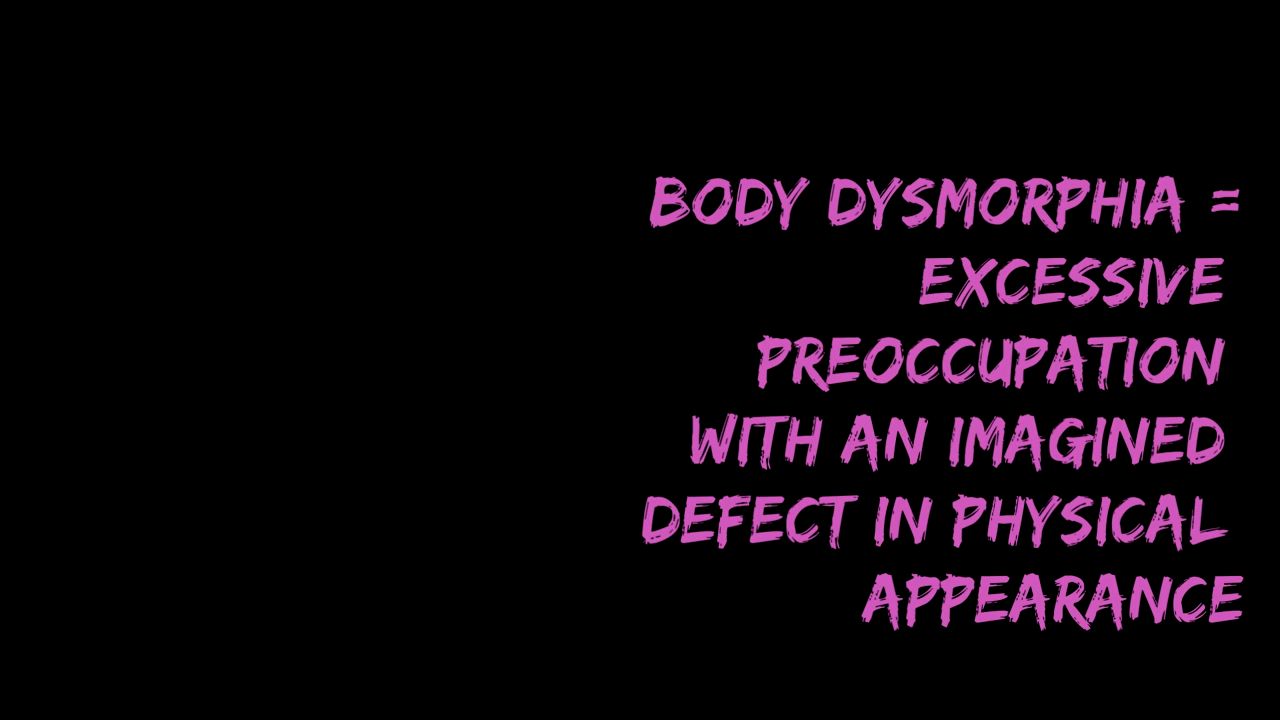 BODY DYSMORPHIA =
EXCESSIVE
PREOCCUPATION
WITH AN IMAGINED
DEFECT IN PHYSICAL
APPEARANCE